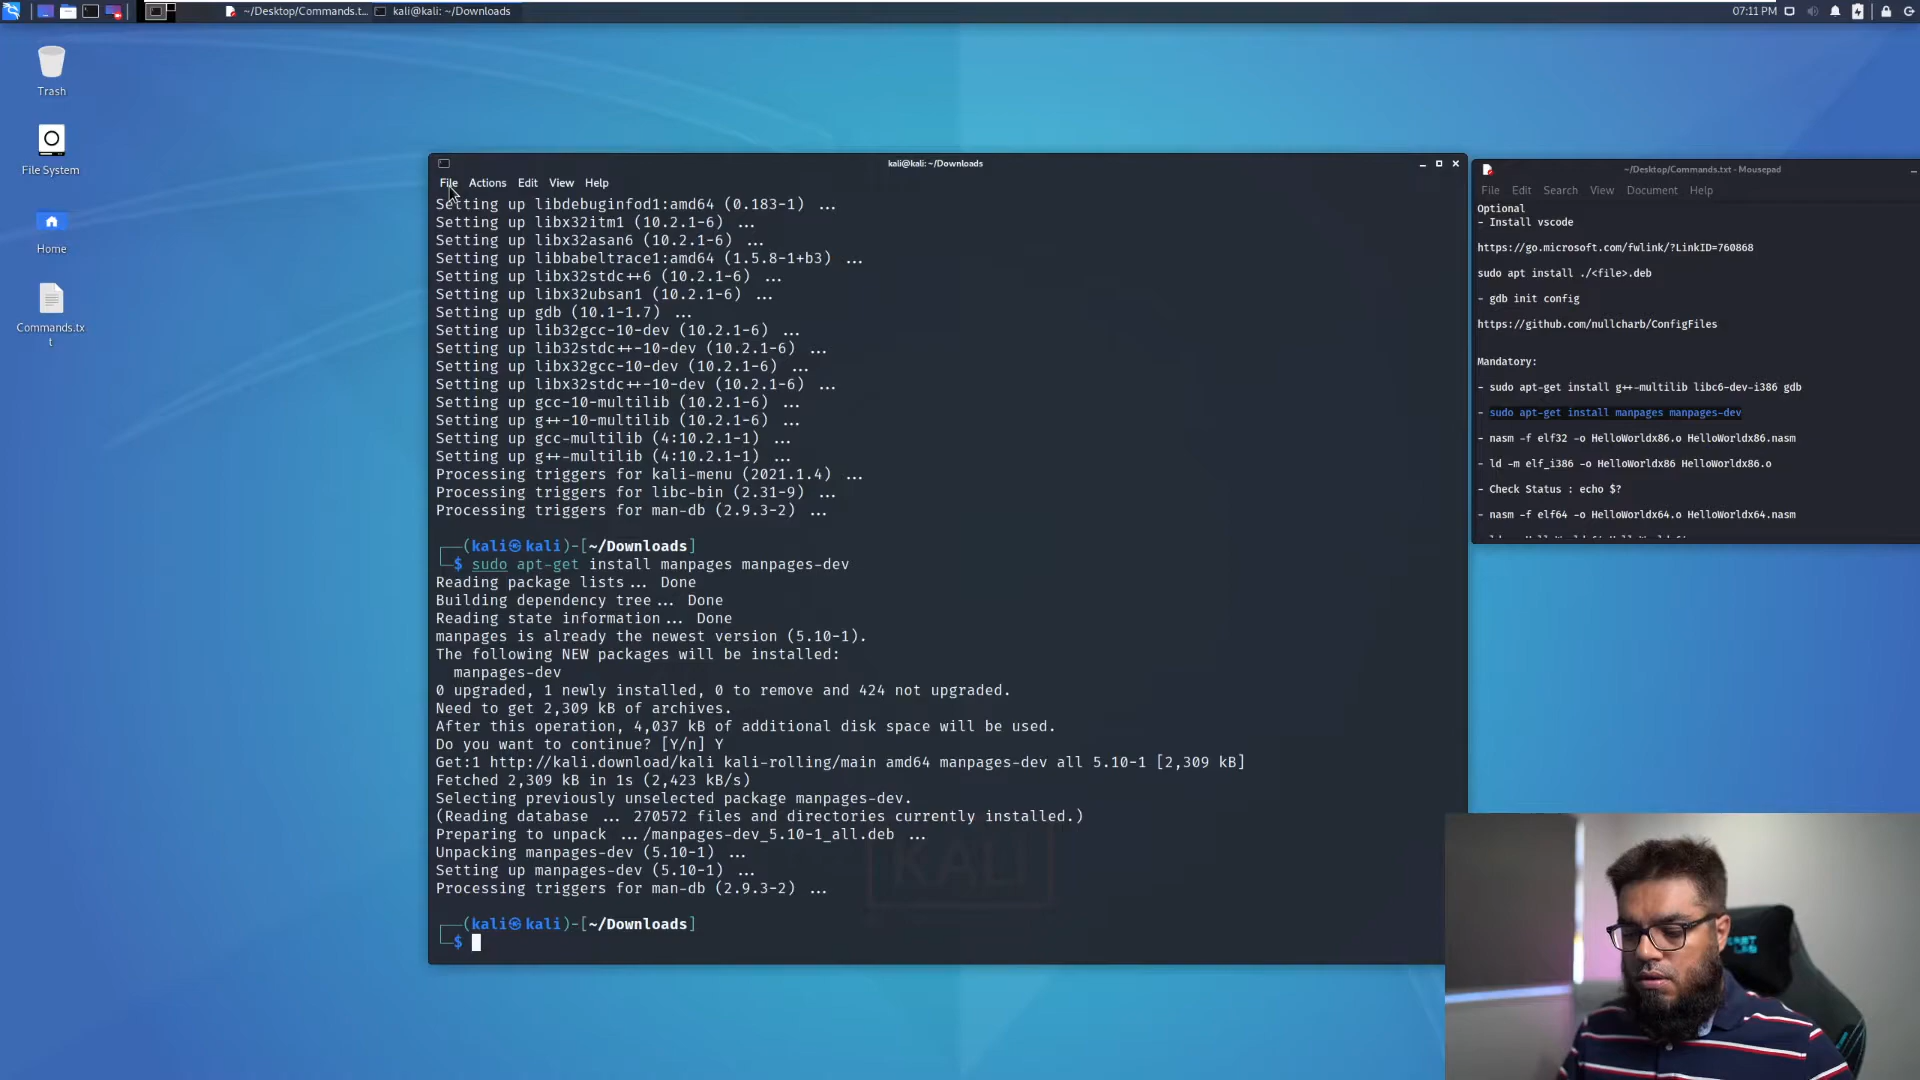 ~/Desktop/Commands.t...
kali@kali: ~/Downloads
07:11 PM
Trash
File System
Home
Commands.tx
t
kali@kali: ~/Downloads
File Actions Edit View Help
Setting up libdebuginfod1:amd64 (0.183-1) ...
Setting up libx32itm1 (10.2.1-6) ...
Setting up libx32asan6 (10.2.1-6) ...
Setting up libbabeltrace1:amd64 (1.5.8-1+b3) ...
Setting up libx32stdc++6 (10.2.1-6) ...
Setting up libx32ubsan1 (10.2.1-6) ...
Setting up gdb (10.1-1.7) ...
Setting up lib32gcc-10-dev (10.2.1-6) ...
Setting up lib32stdc++-10-dev (10.2.1-6) ...
Setting up libx32gcc-10-dev (10.2.1-6) ...
Setting up libx32stdc++-10-dev (10.2.1-6) ...
Setting up gcc-10-multilib (10.2.1-6) ...
Setting up g++-10-multilib (10.2.1-6) ...
Setting up gcc-multilib (4:10.2.1-1) ...
Setting up g++-multilib (4:10.2.1-1) ...
Processing triggers for kali-menu (2021.1.4) ...
Processing triggers for libc-bin (2.31-9) ...
Processing triggers for man-db (2.9.3-2) ...
(kali㉿kali)-[~/Downloads]
$ sudo apt-get install manpages manpages-dev
Reading package lists... Done
Building dependency tree... Done
Reading state information... Done
manpages is already the newest version (5.10-1).
The following NEW packages will be installed:
manpages-dev
0 upgraded, 1 newly installed, 0 to remove and 424 not upgraded.
Need to get 2,309 kB of archives.
After this operation, 4,037 kB of additional disk space will be used.
Do you want to continue? [Y/n] Y
Get:1 http://kali.download/kali kali-rolling/main amd64 manpages-dev all 5.10-1 [2,309 kB]
Fetched 2,309 kB in 1s (2,423 kB/s)
Selecting previously unselected package manpages-dev.
(Reading database ... 270572 files and directories currently installed.)
Preparing to unpack .../manpages-dev_5.10-1_all.deb ...
Unpacking manpages-dev (5.10-1) ...
Setting up manpages-dev (5.10-1) ...
Processing triggers for man-db (2.9.3-2) ...
(kali㉿kali)-[~/Downloads]
$
KALI
~/Desktop/Commands.txt - Mousepad
File Edit Search View Document Help
Optional
- Install vscode
https://go.microsoft.com/fwlink/?LinkID=760868
sudo apt install ./<file>.deb
- gdb init config
https://github.com/nullcharb/ConfigFiles
Mandatory:
- sudo apt-get install g++-multilib libc6-dev-i386 gdb
- sudo apt-get install manpages manpages-dev
- nasm -f elf32 -o HelloWorldx86.o HelloWorldx86.nasm
- ld -m elf_i386 -o HelloWorldx86 HelloWorldx86.o
- Check Status : echo $?
- nasm -f elf64 -o HelloWorldx64.o HelloWorldx64.nasm